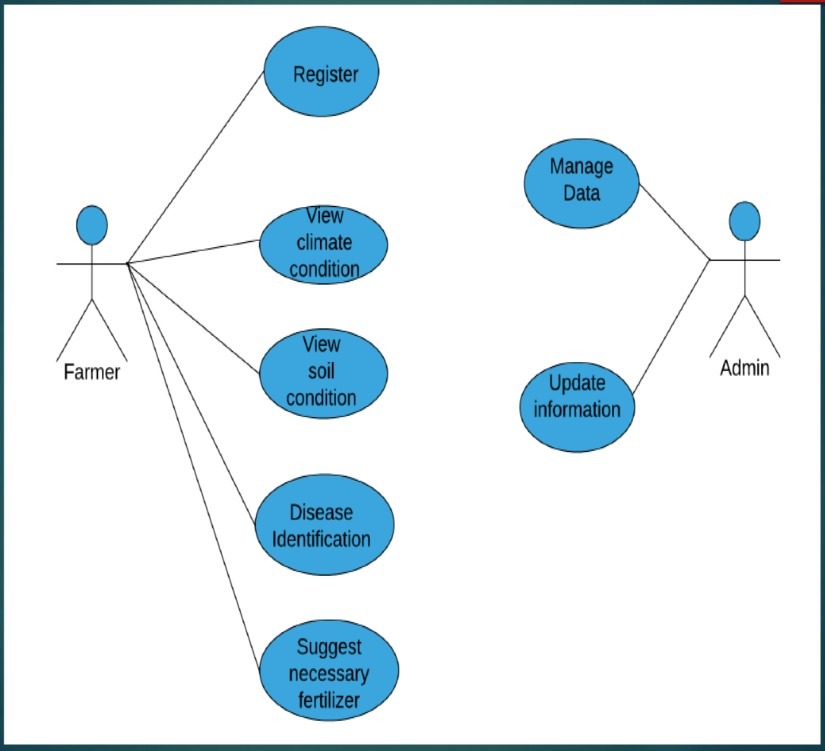 Register
View
climate
condition
Farmer
View
soil
condition
Disease
Identification
Suggest
necessary
fertilizer
Manage
Data
Admin
Update
information